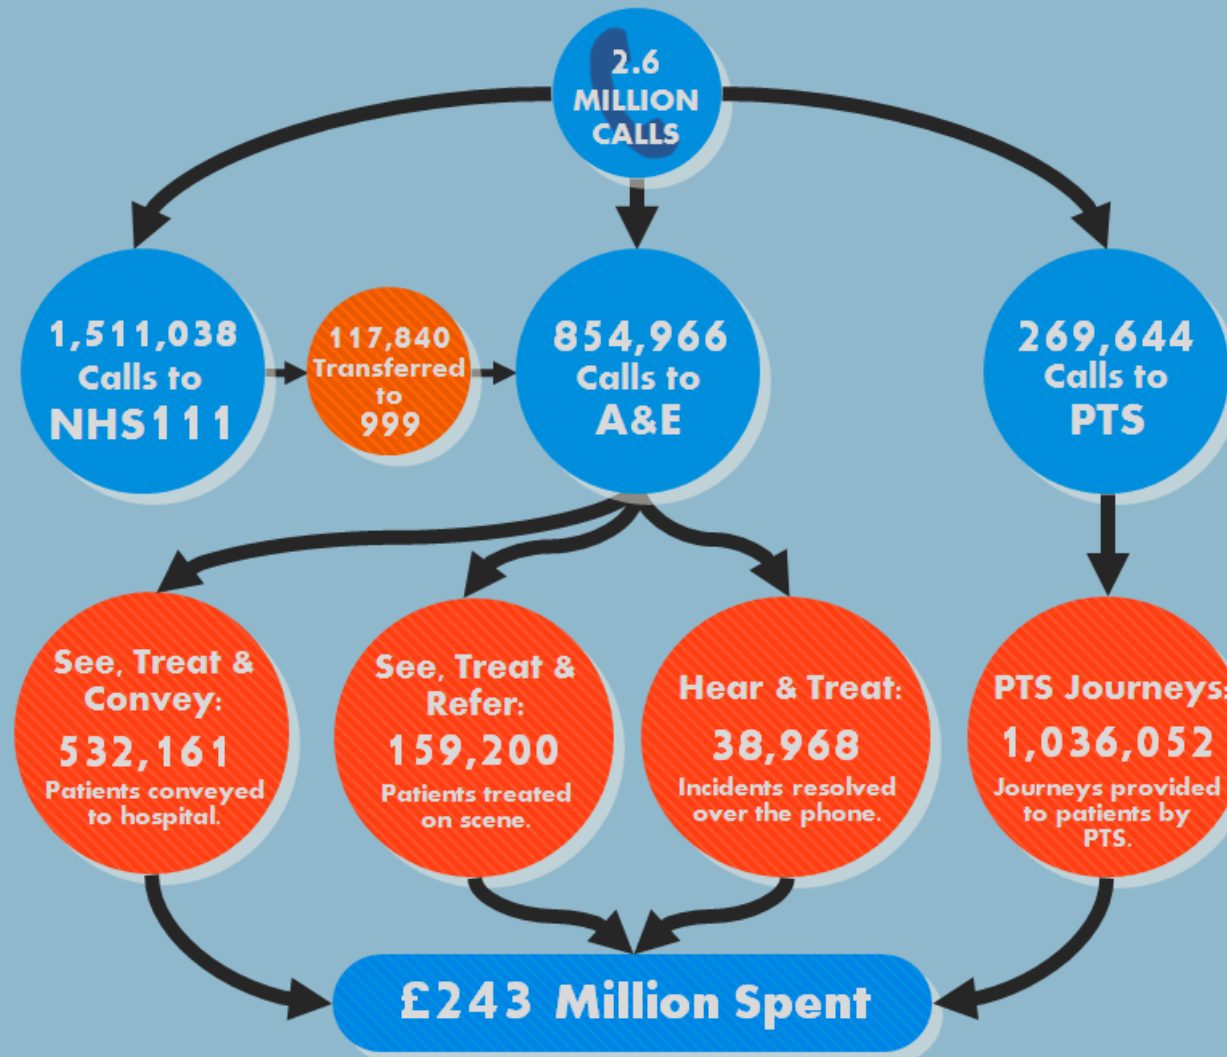 2.6
MILLION
CALLS
1,511,038
Calls to
NHS111
117,840
Transferred
to
999
854,966
Calls to
A&E
269,644
Calls to
PTS
See, Treat &
Convey:
532,161
Patients conveyed
to hospital.
See, Treat &
Refer:
159,200
Patients treated
on scene.
Hear & Treat:
38,968
Incidents resolved
over the phone.
PTS Journeys:
1,036,052
Journeys provided
to patients by
PTS.
£243 Million Spent